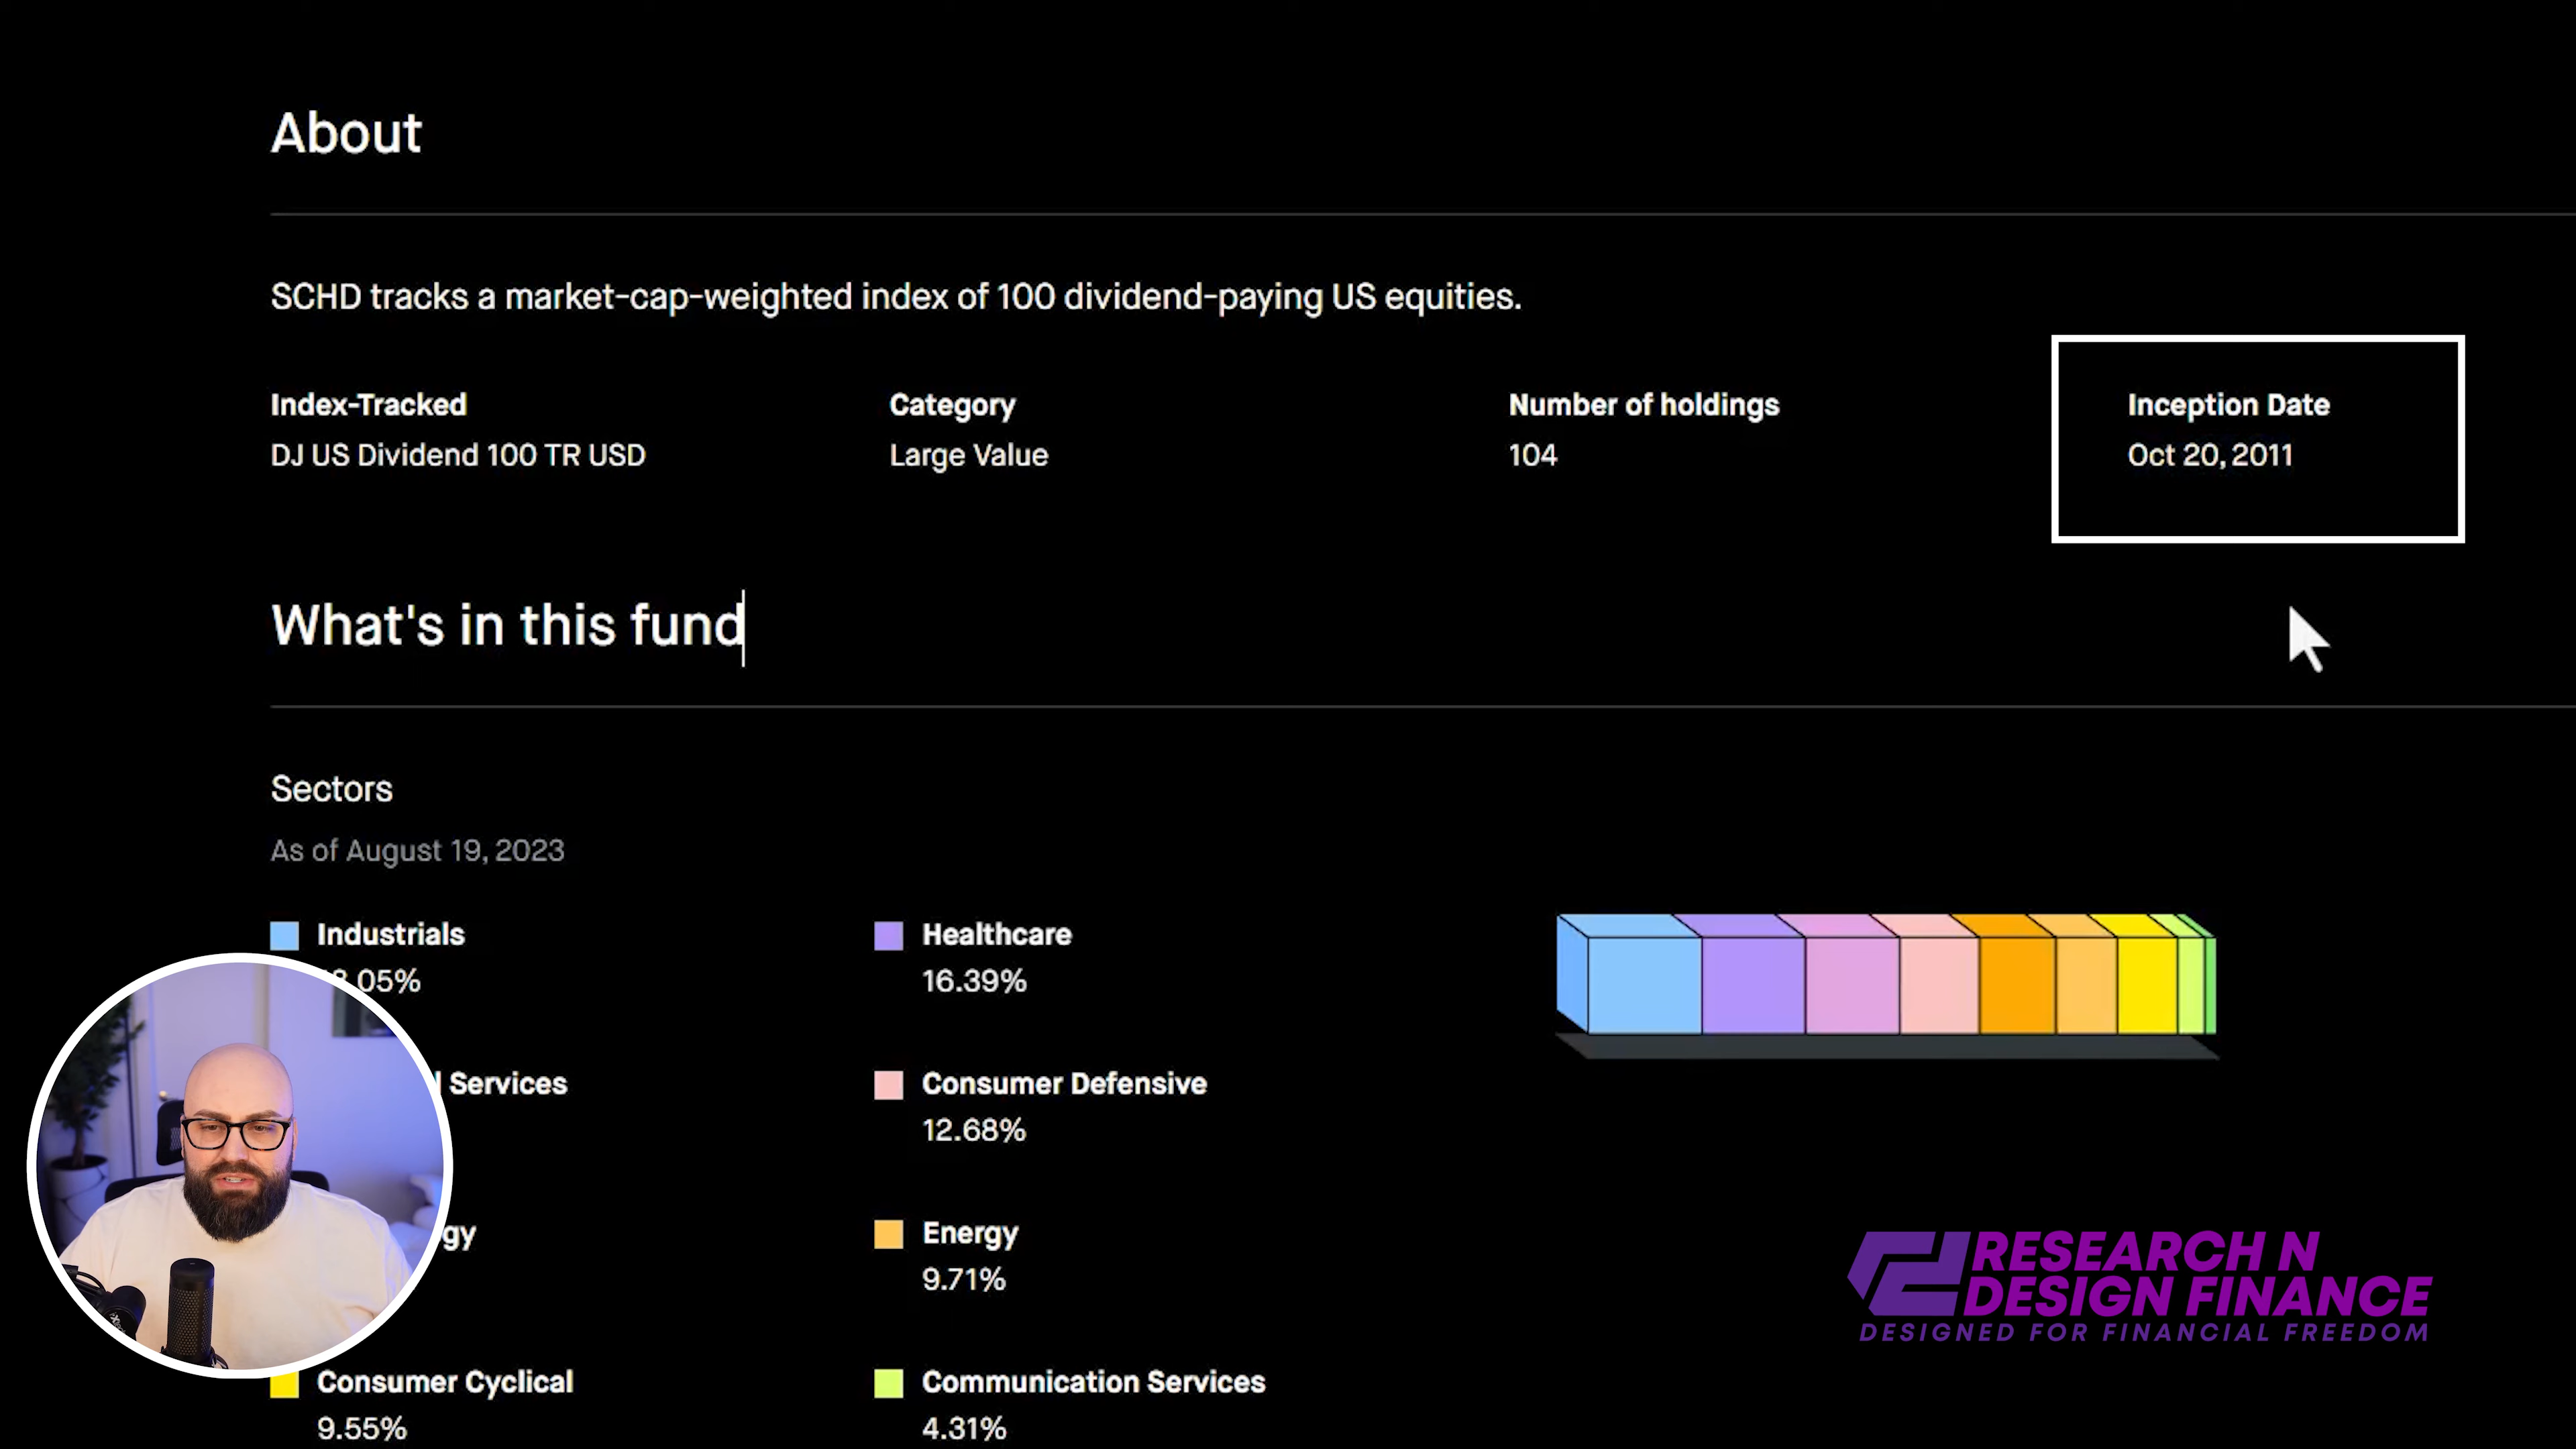 About
SCHD tracks a market-cap-weighted index of 100 dividend-paying US equities.
Index-Tracked
DJ US Dividend 100 TR USD
Category
Large Value
Number of holdings
104
Inception Date
Oct 20, 2011
What's in this fund
Sectors
As of August 19, 2023
Industrials
.05%
Healthcare
16.39%
Services
Consumer Defensive
12.68%
gy
Energy
9.71%
Consumer Cyclical
9.55%
Communication Services
4.31%
RESEARCH N
DESIGN FINANCE
DESIGNED FOR FINANCIAL FREEDOM